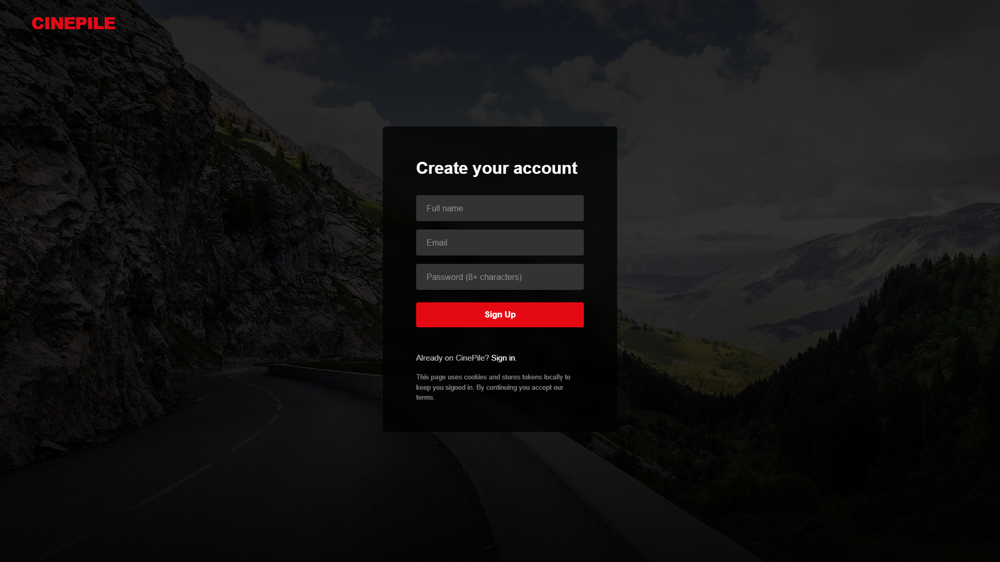 CINEPILE
Create your account
Full name
Email
Password (8+ characters)
Sign Up
Already on CinePile? Sign in.
This page uses cookies and stores tokens locally to
keep you signed in. By continuing you accept our
terms.